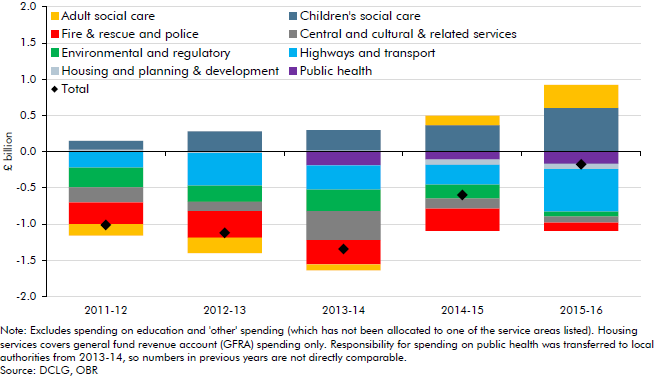 2.0
1.5
1.0
0.5
0.0
-0.5
-1.0
-1.5
-2.0
£ billion
Adult social care
Children's social care
Fire & rescue and police
Central and cultural & related services
Environmental and regulatory
Highways and transport
Housing and planning & development
Public health
Total
2011-12
2012-13
2013-14
2014-15
2015-16
Note: Excludes spending on education and 'other' spending (which has not been allocated to one of the service areas listed). Housing
services covers general fund revenue account (GFRA) spending only. Responsibility for spending on public health was transferred to local
authorities from 2013-14, so numbers in previous years are not directly comparable.
Source: DCLG, OBR